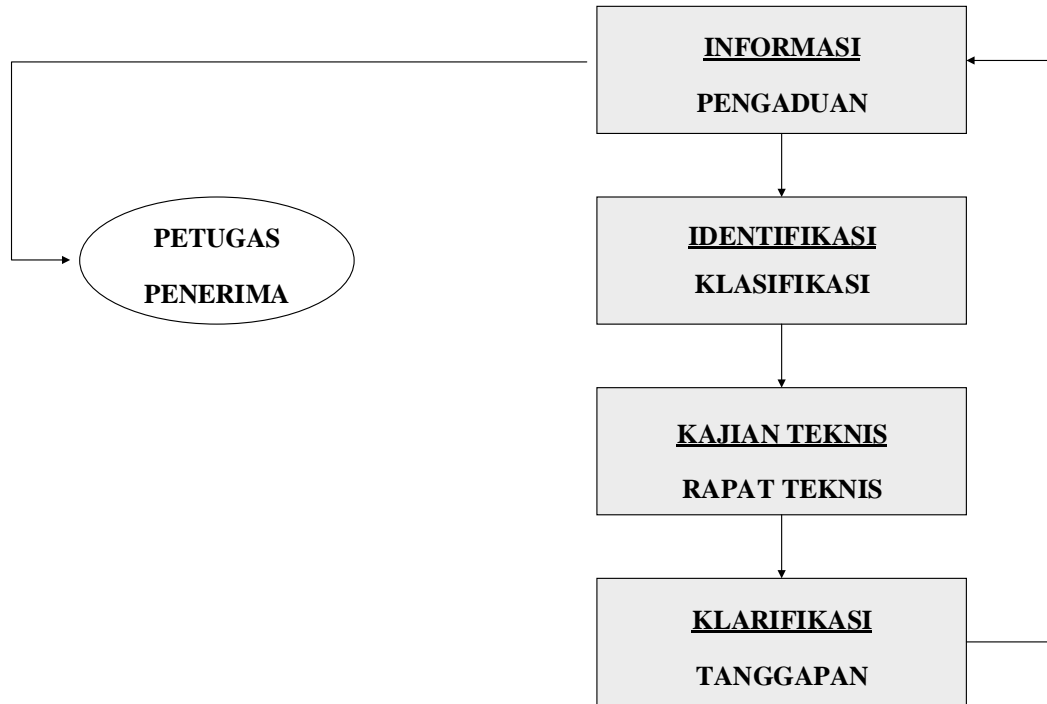 INFORMASI
PENGADUAN
PETUGAS
PENERIMA
IDENTIFIKASI
KLASIFIKASI
KAJIAN TEKNIS
RAPAT TEKNIS
KLARIFIKASI
TANGGAPAN